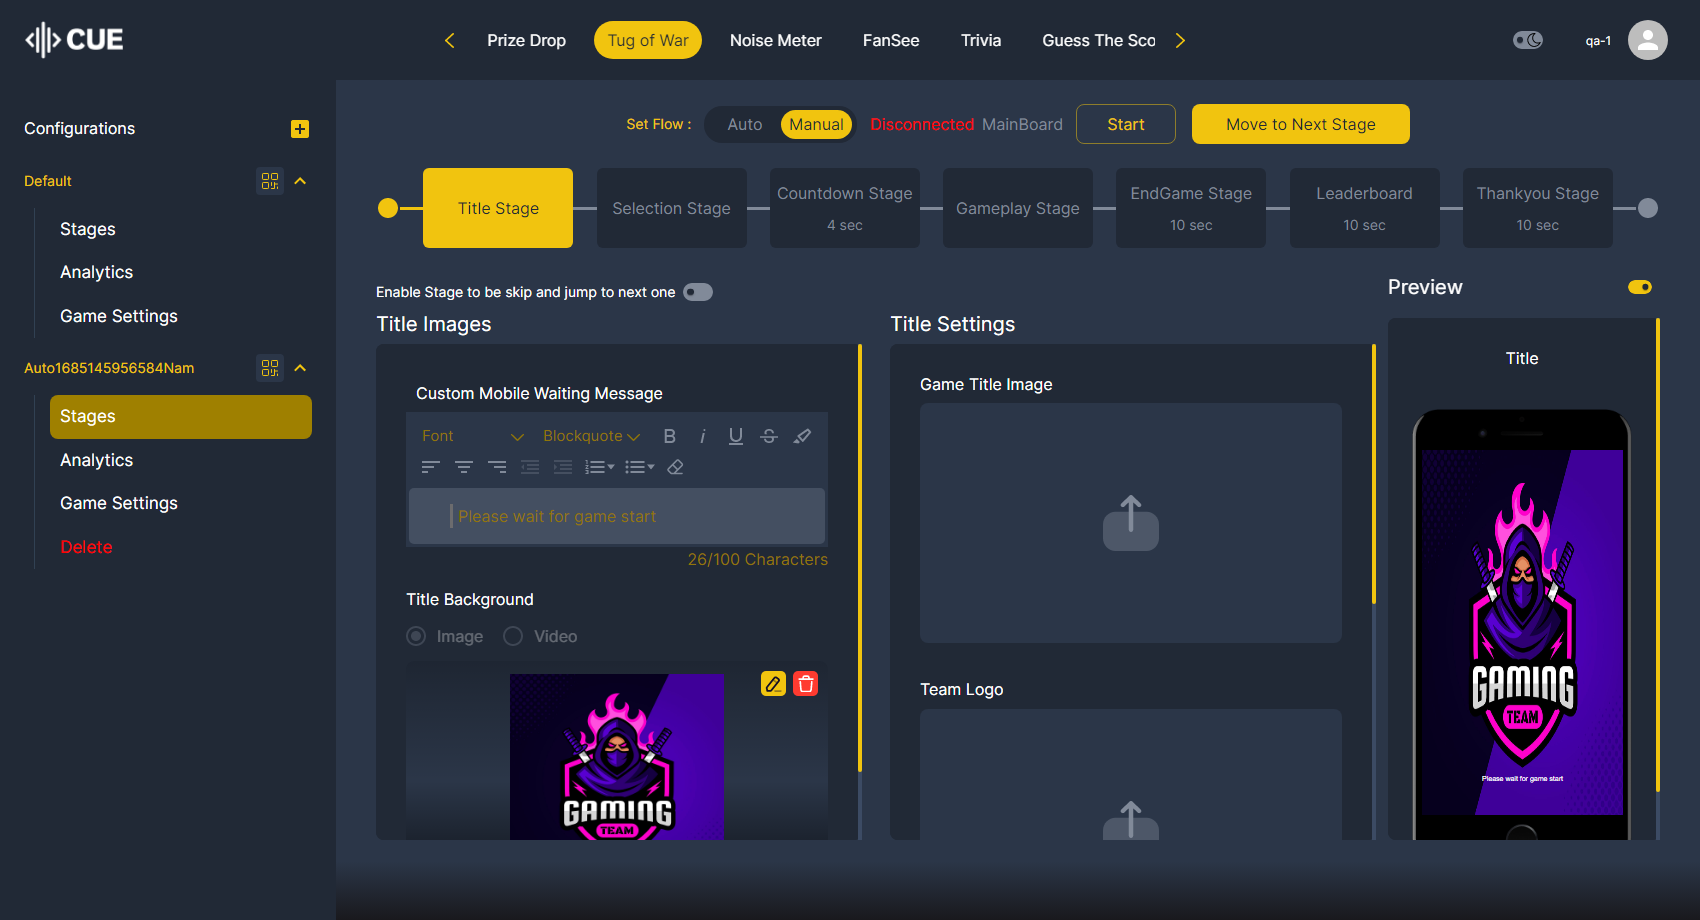 CUE
Prize Drop
Tug of War
Noise Meter
FanSee
Trivia
Guess The Sco
qa-1
Configurations
Default
Stages
Analytics
Game Settings
Auto1685145956584Nam
Stages
Analytics
Game Settings
Delete
Set Flow :
Auto
Manual
Disconnected MainBoard
Start
Move to Next Stage
Title Stage
Selection Stage
Countdown Stage
4 sec
Gameplay Stage
EndGame Stage
10 sec
Leaderboard
10 sec
Thankyou Stage
10 sec
Enable Stage to be skip and jump to next one
Title Images
Custom Mobile Waiting Message
Font
Blockquote
B i U S
Please wait for game start
26/100 Characters
Title Background
Image
Video
GAMING
TEAM
Title Settings
Game Title Image
Team Logo
Preview
Title
GAMING
TEAM
Please wait for game start